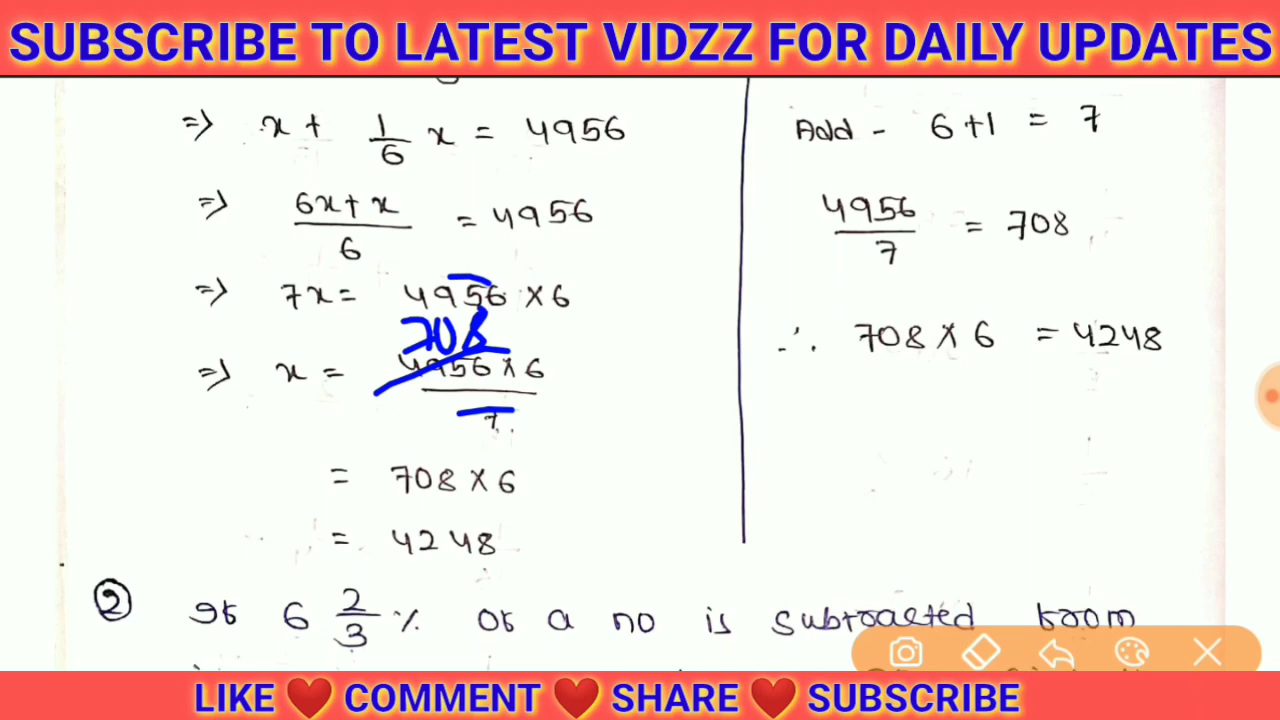 SUBSCRIBE TO LATEST VIDZZ FOR DAILY UPDATES
=> x + 1/6 x = 4956
=> 6x + x / 6 = 4956
=> 7x = 4956 × 6
708
=> x = 4956 × 6 / 7
= 708 × 6
= 4248
Add - 6+1 = 7
4956 / 7 = 708
∴ 708 × 6 = 4248
② If 6 2/3 % of a no is subtracted from
LIKE ❤ COMMENT ❤ SHARE ❤ SUBSCRIBE